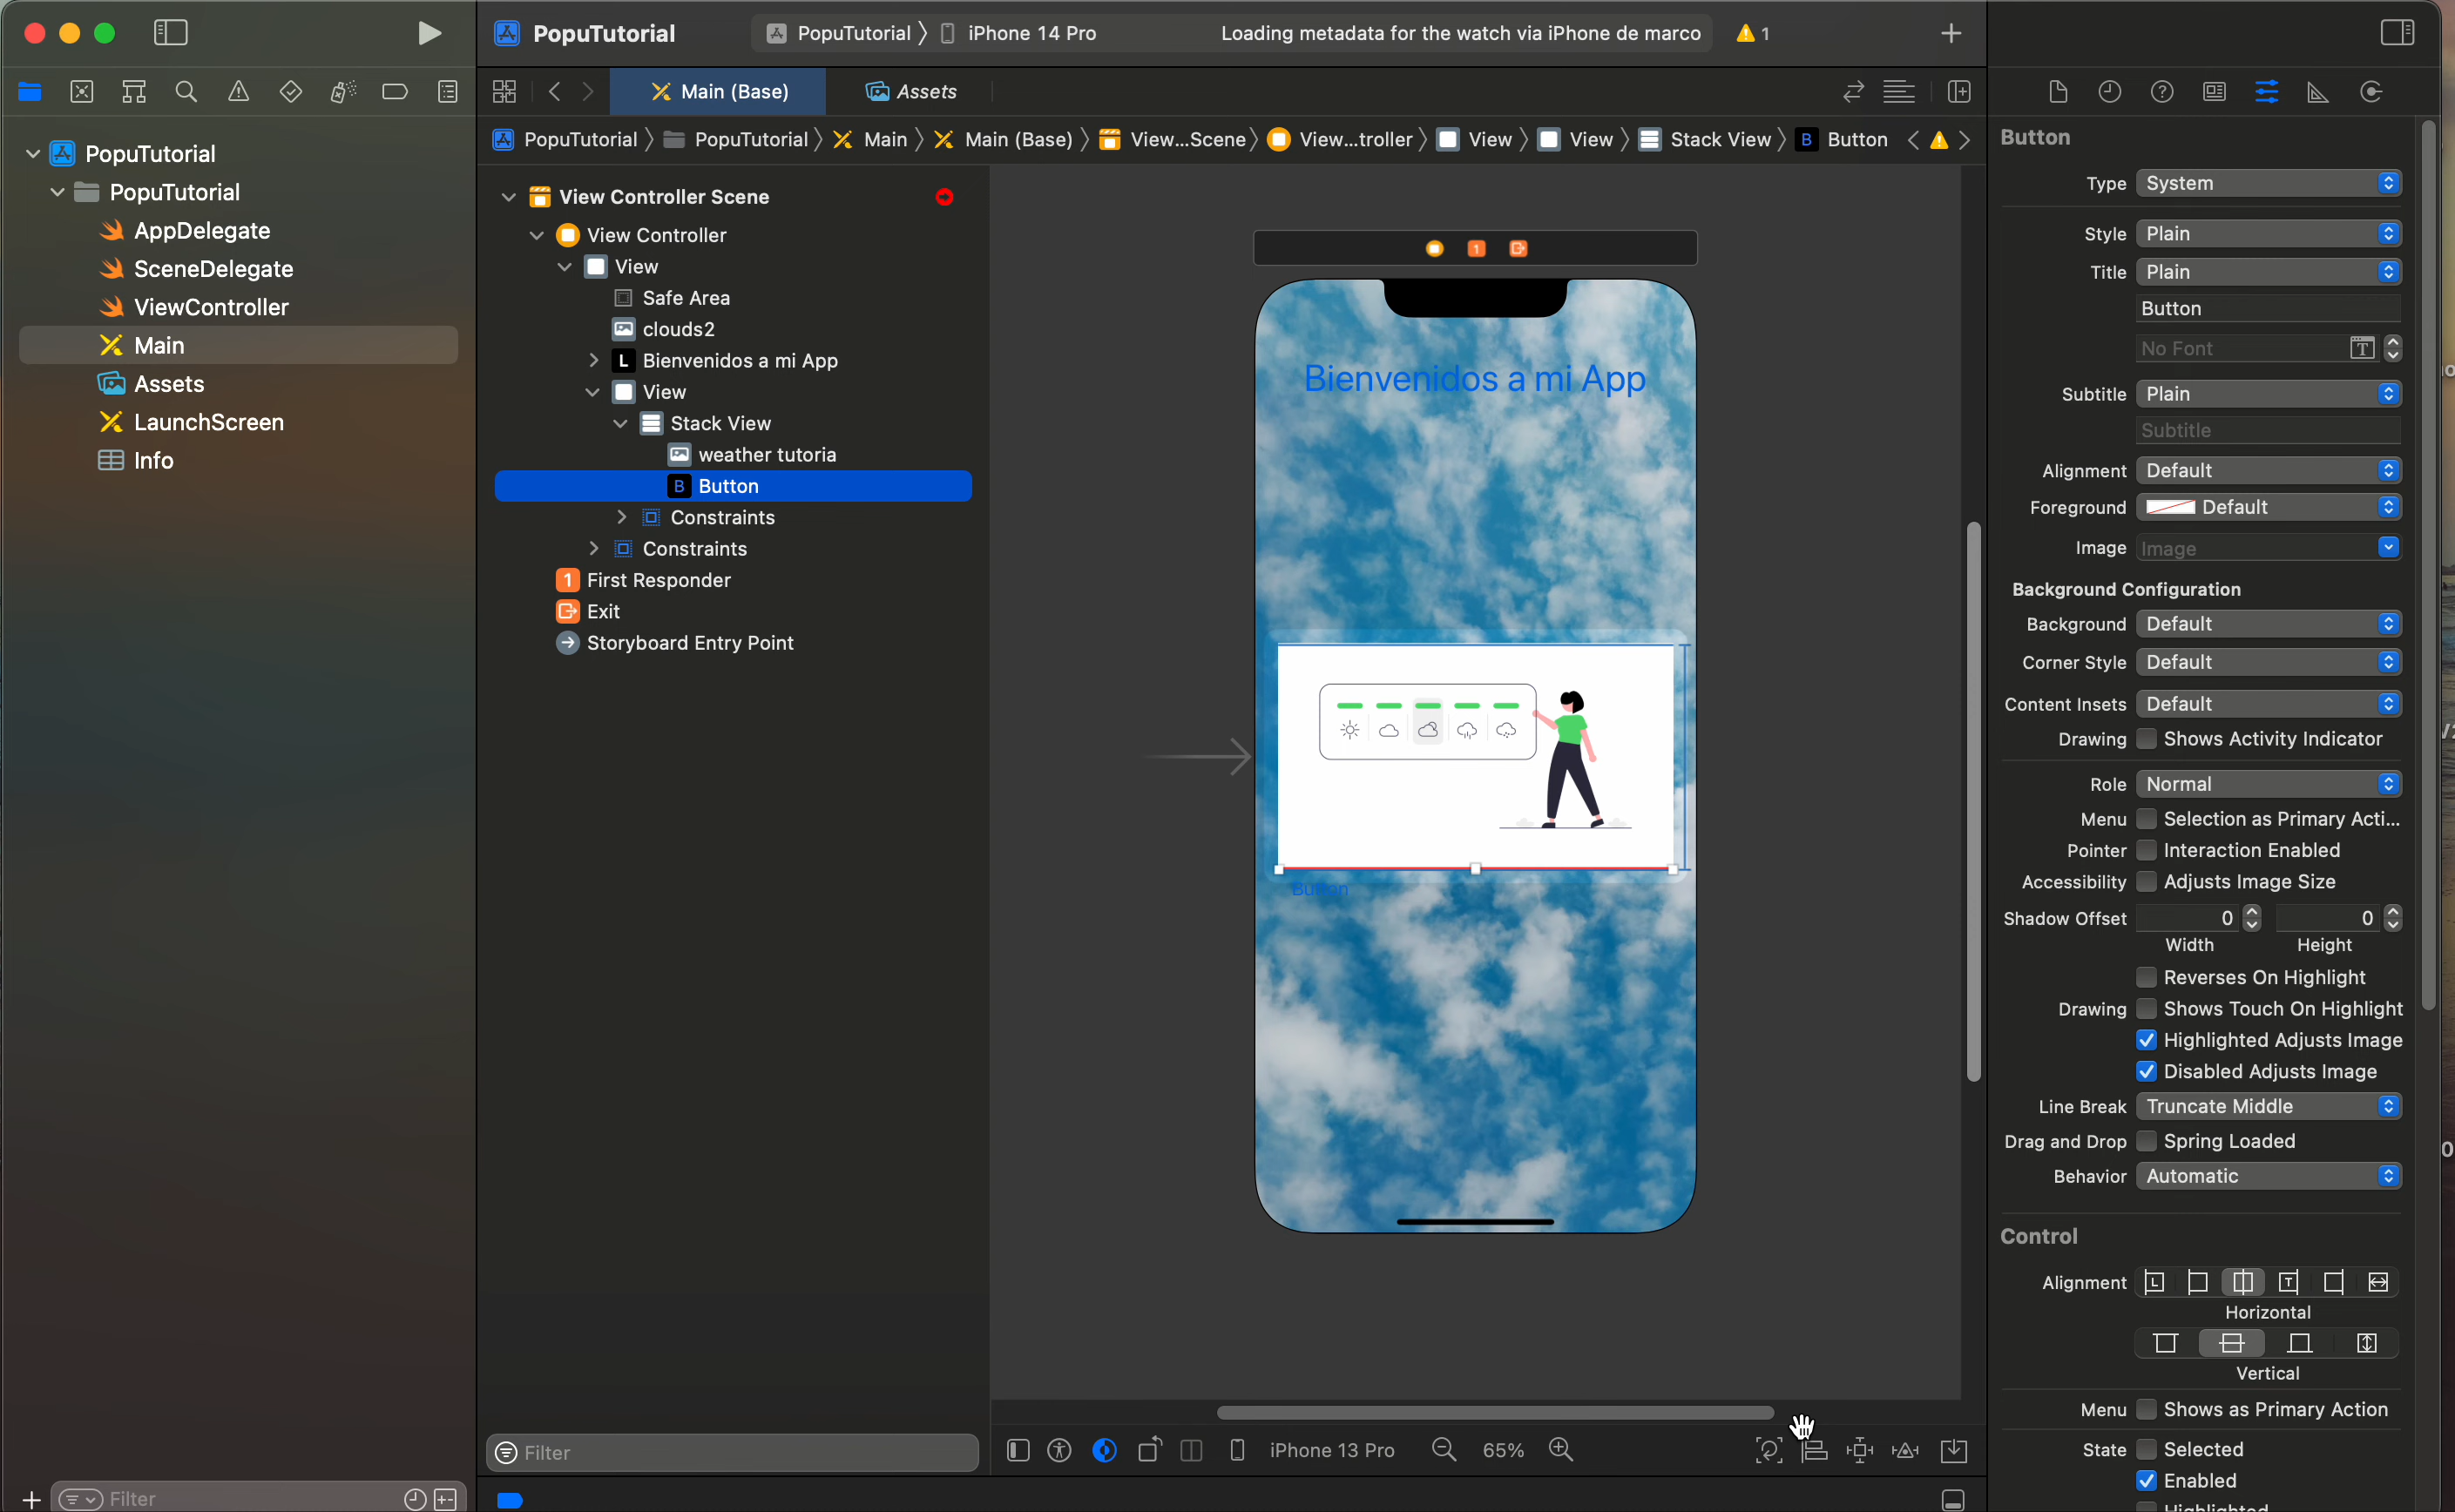 PopuTutorial
PopuTutorial
iPhone 14 Pro
Loading metadata for the watch via iPhone de marco
1
Main (Base)
Assets
PopuTutorial
PopuTutorial
Main
Main (Base)
View...Scene
View...troller
View
View
Stack View
B
Button
PopuTutorial
PopuTutorial
AppDelegate
SceneDelegate
ViewController
Main
Assets
LaunchScreen
Info
Filter
View Controller Scene
View Controller
View
Safe Area
clouds2
L Bienvenidos a mi App
View
Stack View
weather tutoria
B Button
Constraints
Constraints
1 First Responder
Exit
Storyboard Entry Point
Filter
1
Bienvenidos a mi App
Button
iPhone 13 Pro
65%
Button
Type System
Style Plain
Title Plain
Button
No Font
T
Subtitle Plain
Subtitle
Alignment Default
Foreground Default
Image Image
Background Configuration
Background Default
Corner Style Default
Content Insets Default
Drawing Shows Activity Indicator
Role Normal
Menu Selection as Primary Acti...
Pointer Interaction Enabled
Accessibility Adjusts Image Size
Shadow Offset 0 0
Width Height
Reverses On Highlight
Drawing Shows Touch On Highlight
Highlighted Adjusts Image
Disabled Adjusts Image
Line Break Truncate Middle
Drag and Drop Spring Loaded
Behavior Automatic
Control
Alignment L T
Horizontal
Vertical
Menu Shows as Primary Action
State Selected
Enabled
Highlighted